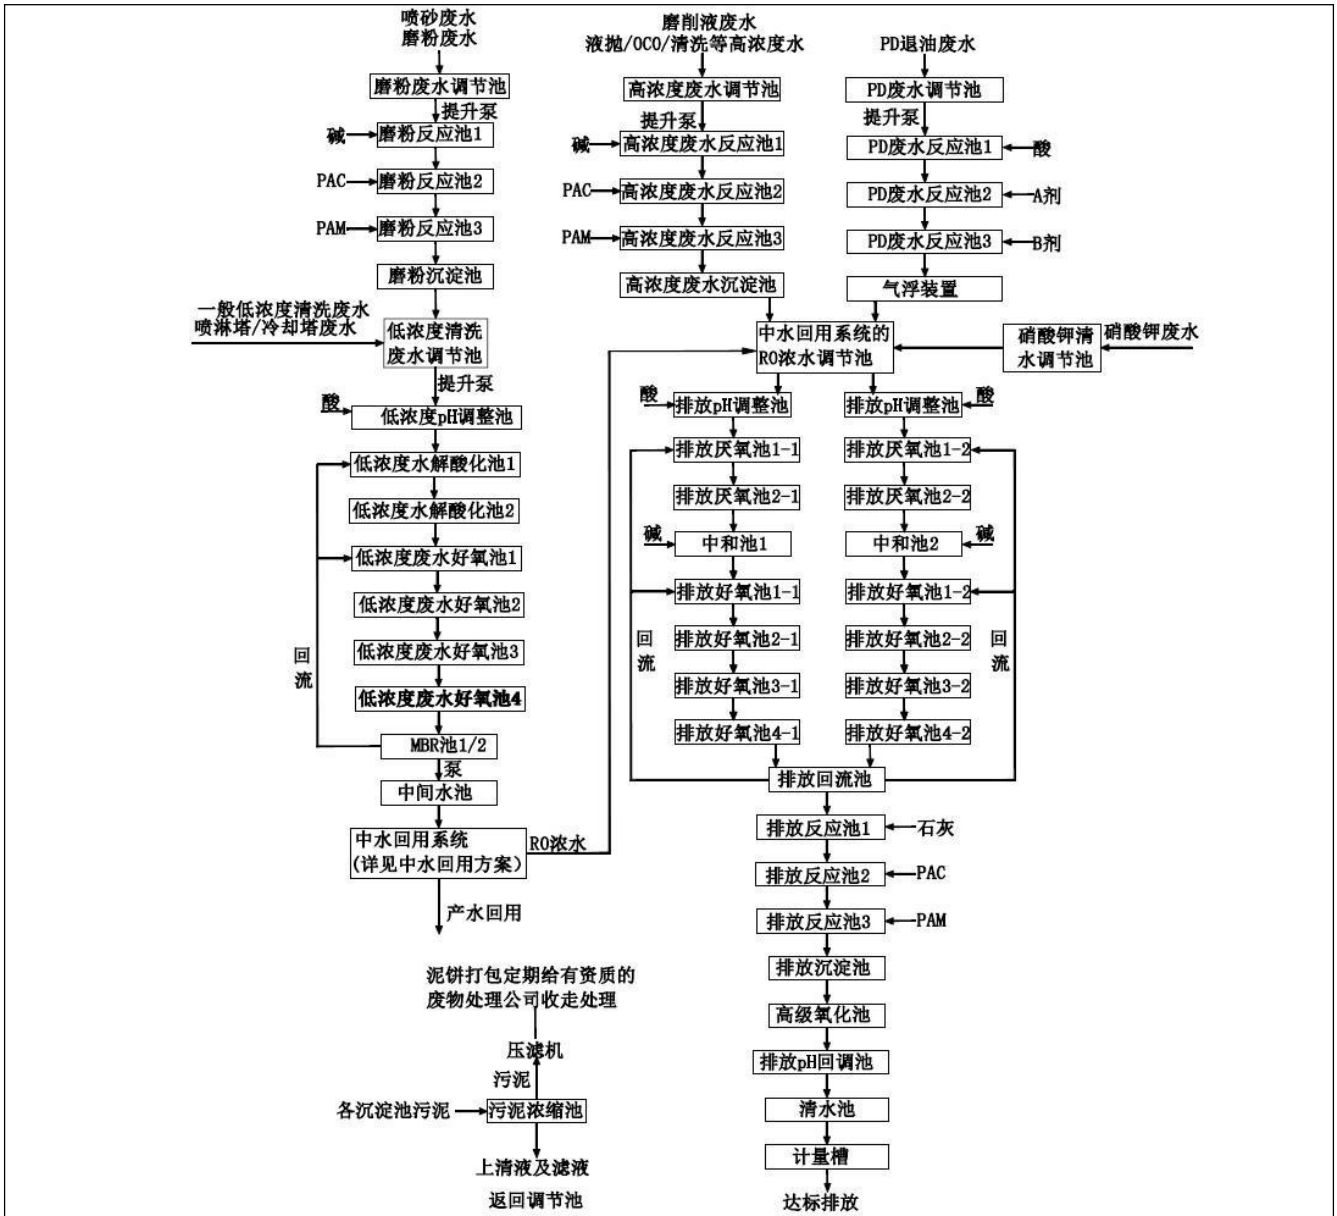 喷砂废水
磨粉废水
磨粉废水调节池
提升泵
碱
磨粉反应池1
PAC
磨粉反应池2
PAM
磨粉反应池3
磨粉沉淀池
一般低浓度清洗废水
喷淋塔/冷却塔废水
低浓度清洗
废水调节池
提升泵
酸
低浓度pH调整池
低浓度水解酸化池1
低浓度水解酸化池2
低浓度废水好氧池1
低浓度废水好氧池2
低浓度废水好氧池3
低浓度废水好氧池4
回
流
MBR池1/2
泵
中间水池
中水回用系统
(详见中水回用方案)
RO浓水
产水回用
磨削液废水
液抛/OCO/清洗等高浓度水
高浓度废水调节池
提升泵
碱
高浓度废水反应池1
PAC
高浓度废水反应池2
PAM
高浓度废水反应池3
高浓度废水沉淀池
PD退油废水
PD废水调节池
提升泵
PD废水反应池1
酸
PD废水反应池2
A剂
PD废水反应池3
B剂
气浮装置
中水回用系统的
RO浓水调节池
硝酸钾清
水调节池
硝酸钾废水
酸
排放pH调整池
排放厌氧池1-1
排放厌氧池2-1
碱
中和池1
排放好氧池1-1
排放好氧池2-1
排放好氧池3-1
排放好氧池4-1
回
流
排放pH调整池
酸
排放厌氧池1-2
排放厌氧池2-2
中和池2
碱
排放好氧池1-2
排放好氧池2-2
排放好氧池3-2
排放好氧池4-2
回
流
排放回流池
排放反应池1
石灰
排放反应池2
PAC
排放反应池3
PAM
排放沉淀池
高级氧化池
排放pH回调池
清水池
计量槽
达标排放
泥饼打包定期给有资质的
废物处理公司收走处理
压滤机
污泥
各沉淀池污泥
污泥浓缩池
上清液及滤液
返回调节池